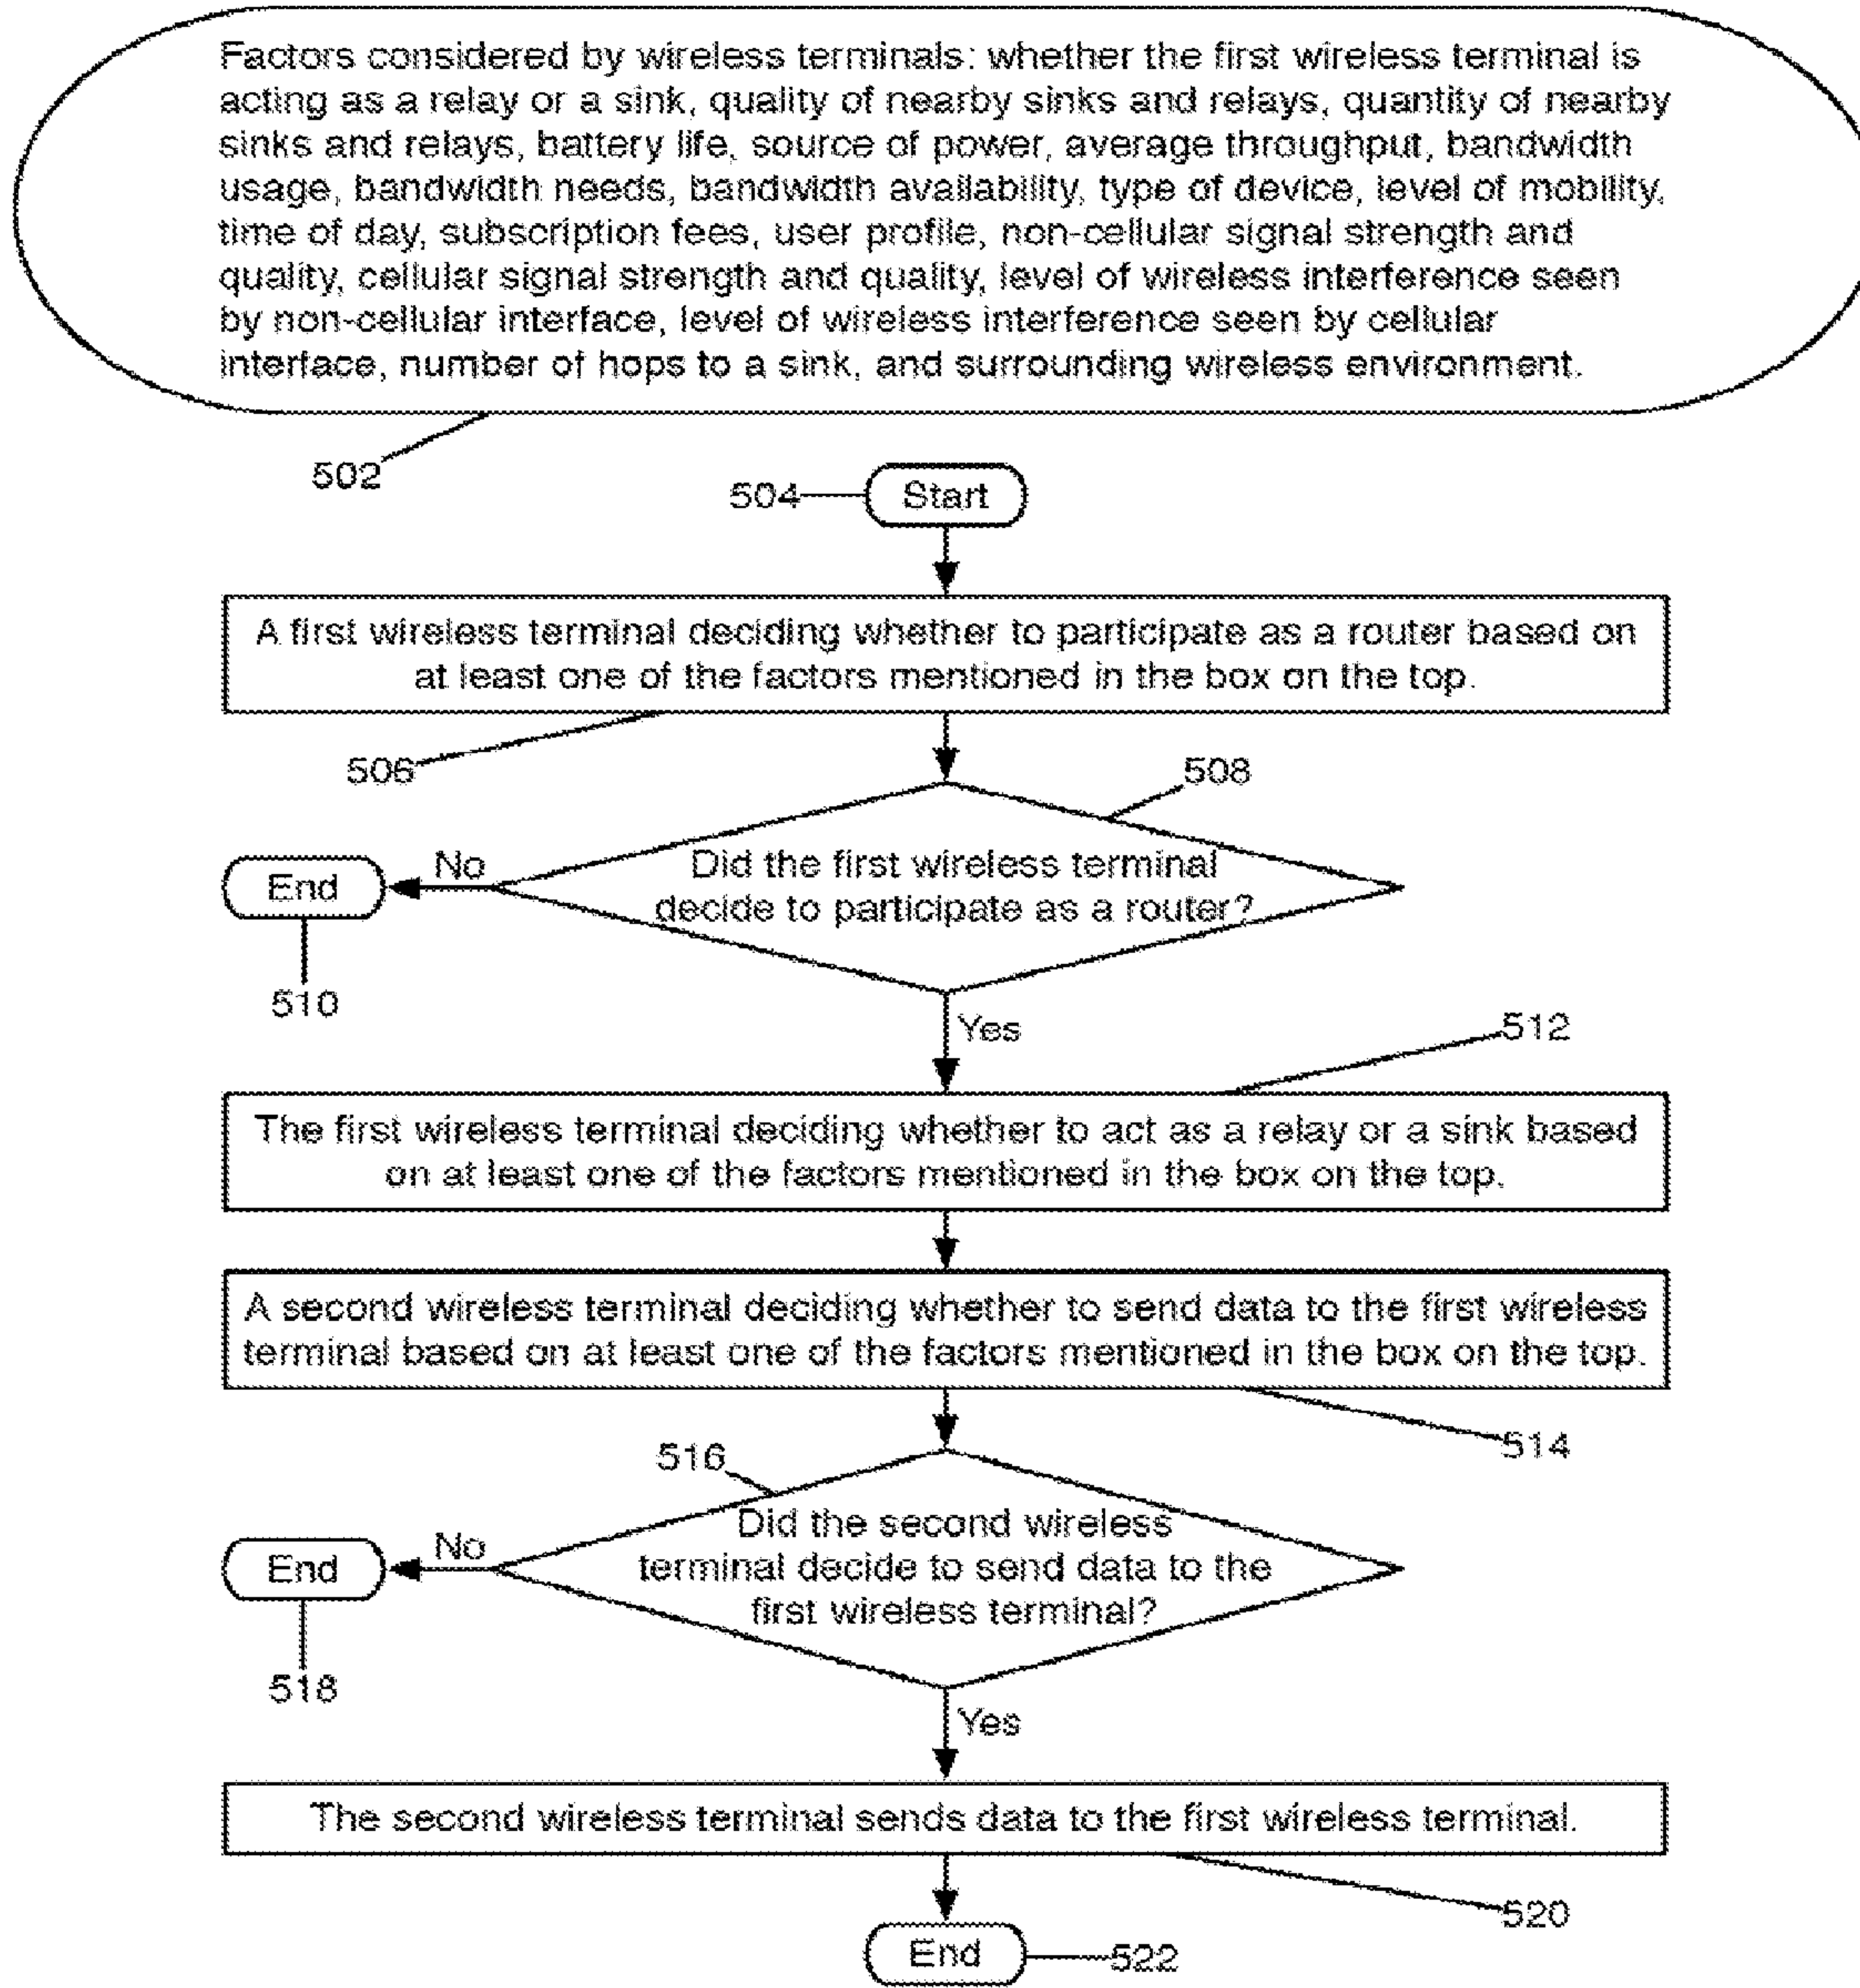 Factors considered by wireless terminals: whether the first wireless terminal is
acting as a relay or a sink, quality of nearby sinks and relays, quantity of nearby
sinks and relays, battery life, source of power, average throughput, bandwidth
usage, bandwidth needs, bandwidth availability, type of device, level of mobility,
time of day, subscription fees, user profile, non-cellular signal strength and
quality, cellular signal strength and quality, level of wireless interference seen
by non-cellular interface, level of wireless interference seen by cellular
interface, number of hops to a sink, and surrounding wireless environment.
502
504
Start
A first wireless terminal deciding whether to participate as a router based on
at least one of the factors mentioned in the box on the top.
506
508
Did the first wireless terminal
decide to participate as a router?
No
End
510
Yes
512
The first wireless terminal deciding whether to act as a relay or a sink based
on at least one of the factors mentioned in the box on the top.
A second wireless terminal deciding whether to send data to the first wireless
terminal based on at least one of the factors mentioned in the box on the top.
514
516
Did the second wireless
terminal decide to send data to the
first wireless terminal?
No
End
518
Yes
The second wireless terminal sends data to the first wireless terminal.
520
End
522